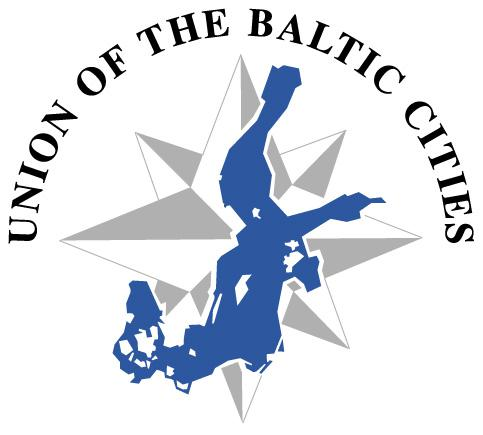 UNION OF THE BALTIC CITIES